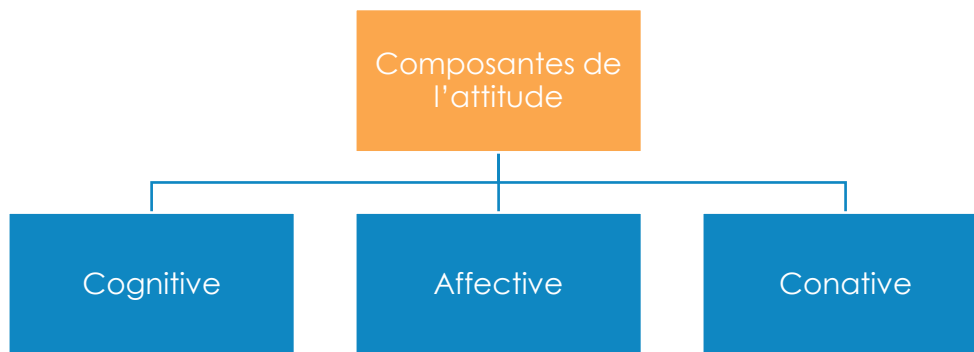 Composantes de
l’attitude
Cognitive
Affective
Conative